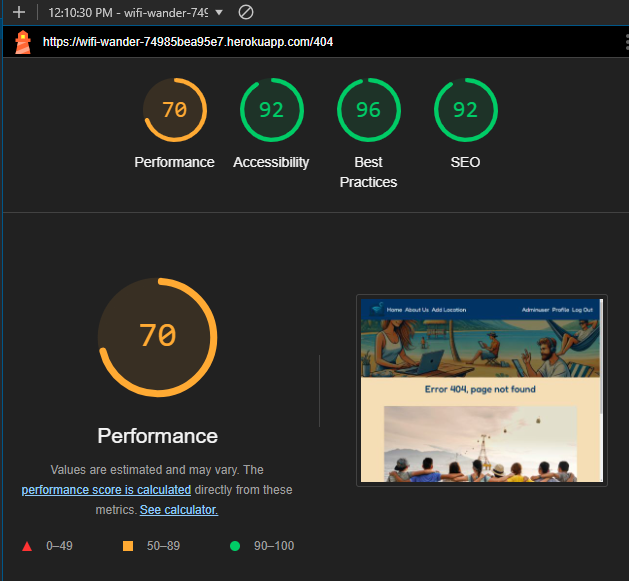 12:10:30 PM - wifi-wander-749
https://wifi-wander-74985bea95e7.herokuapp.com/404
70
92
96
92
Performance
Accessibility
Best
Practices
SEO
70
Performance
Values are estimated and may vary. The
performance score is calculated directly from these
metrics. See calculator.
0–49
50–89
90–100
Home About Us Add Location
Adminuser Profile Log Out
Error 404, page not found